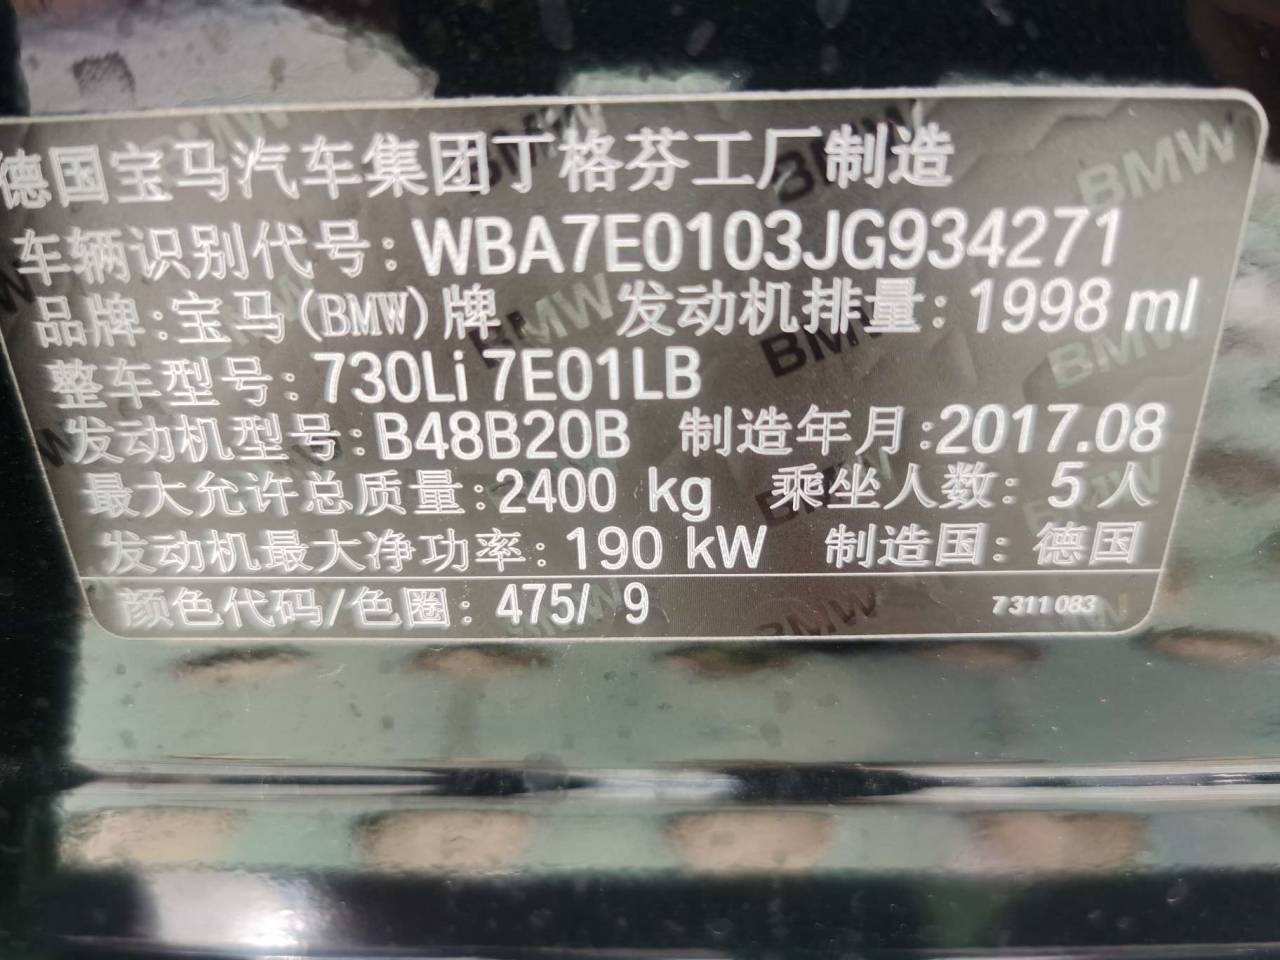 德国宝马汽车集团丁格芬工厂制造
车辆识别代号: WBA7E0103JG934271
品牌: 宝马(BMW)牌 发动机排量: 1998 ml
整车型号: 730Li 7E01LB
发动机型号: B48B20B 制造年月: 2017.08
最大允许总质量: 2400 kg 乘坐人数: 5 人
发动机最大净功率: 190 kW 制造国: 德国
颜色代码/色圈: 475/ 9 7 311 083